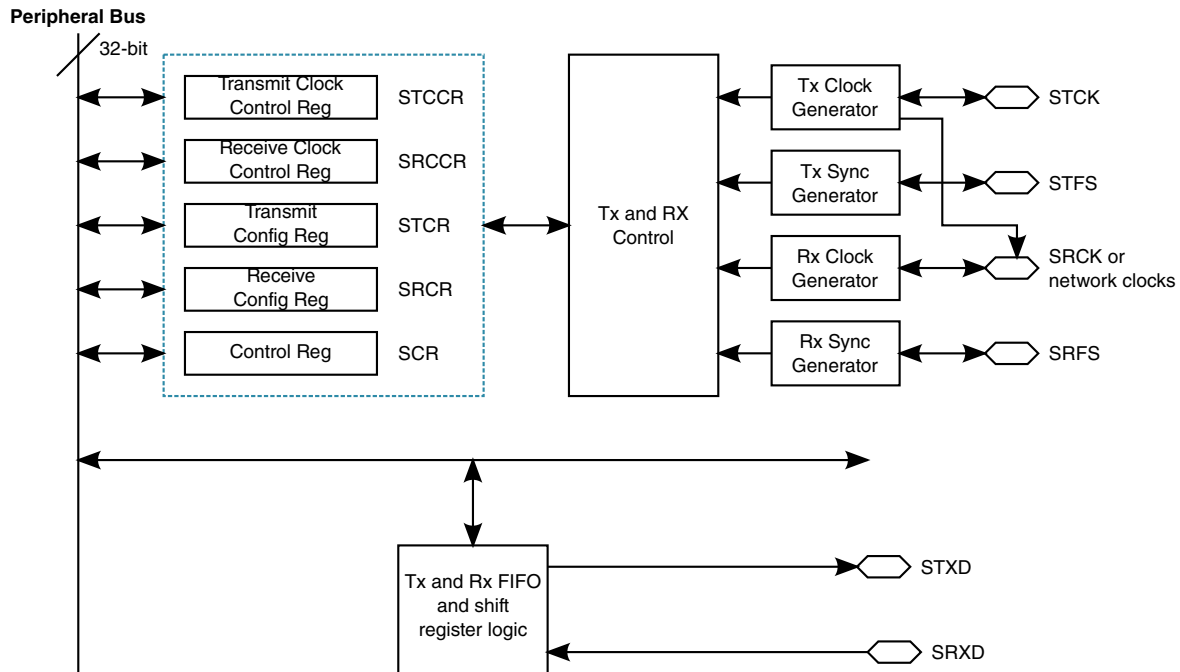 Peripheral Bus
32-bit
Transmit Clock
Control Reg
STCCR
Receive Clock
Control Reg
SRCCR
Transmit
Config Reg
STCR
Receive
Config Reg
SRCR
Control Reg
SCR
Tx and RX
Control
Tx Clock
Generator
STCK
Tx Sync
Generator
STFS
Rx Clock
Generator
SRCK or
network clocks
Rx Sync
Generator
SRFS
Tx and Rx FIFO
and shift
register logic
STXD
SRXD